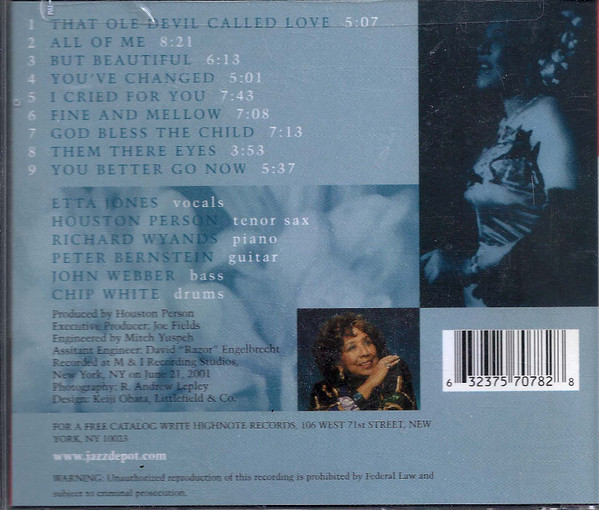 1 THAT OLE DEVIL CALLED LOVE 5:07
2 ALL OF ME 8:21
3 BUT BEAUTIFUL 6:13
4 YOU'VE CHANGED 5:01
5 I CRIED FOR YOU 7:43
6 FINE AND MELLOW 7:08
7 GOD BLESS THE CHILD 7:13
8 THEM THERE EYES 3:53
9 YOU BETTER GO NOW 5:37
ETTA JONES vocals
HOUSTON PERSON tenor sax
RICHARD WYANDS piano
PETER BERNSTEIN guitar
JOHN WEBBER bass
CHIP WHITE drums
Produced by Houston Person
Executive Producer: Joe Fields
Engineered by Mitch Yuspeh
Assitant Engineer: David "Razor" Engelbrecht
Recorded at M & I Recording Studios,
New York, NY on June 21, 2001
Photography: R. Andrew Lepley
Design: Keiji Obata, Littlefield & Co.
6 32375 70782 8
FOR A FREE CATALOG WRITE HIGHNOTE RECORDS, 106 WEST 71st STREET, NEW
YORK, NY 10023
www.jazzdepot.com
WARNING: Unauthorized reproduction of this recording is prohibited by Federal Law and
subject to criminal prosecution.